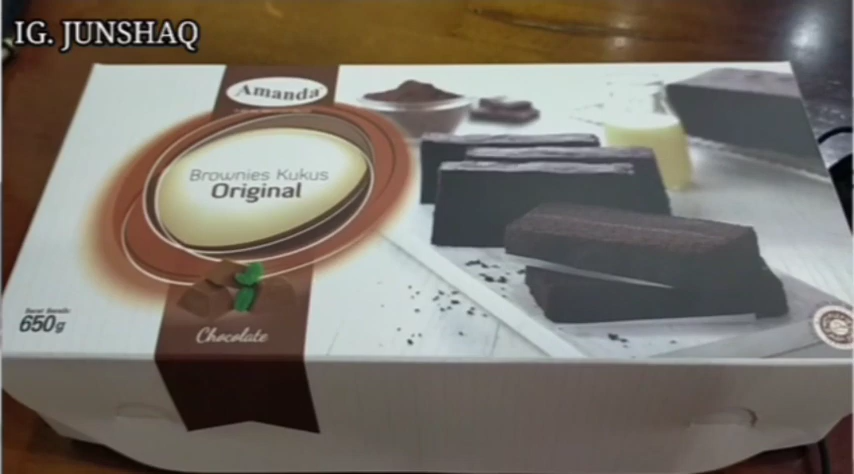 IG. JUNSHAQ
Amanda
Brownies Kukus
Original
650g
Chocolate